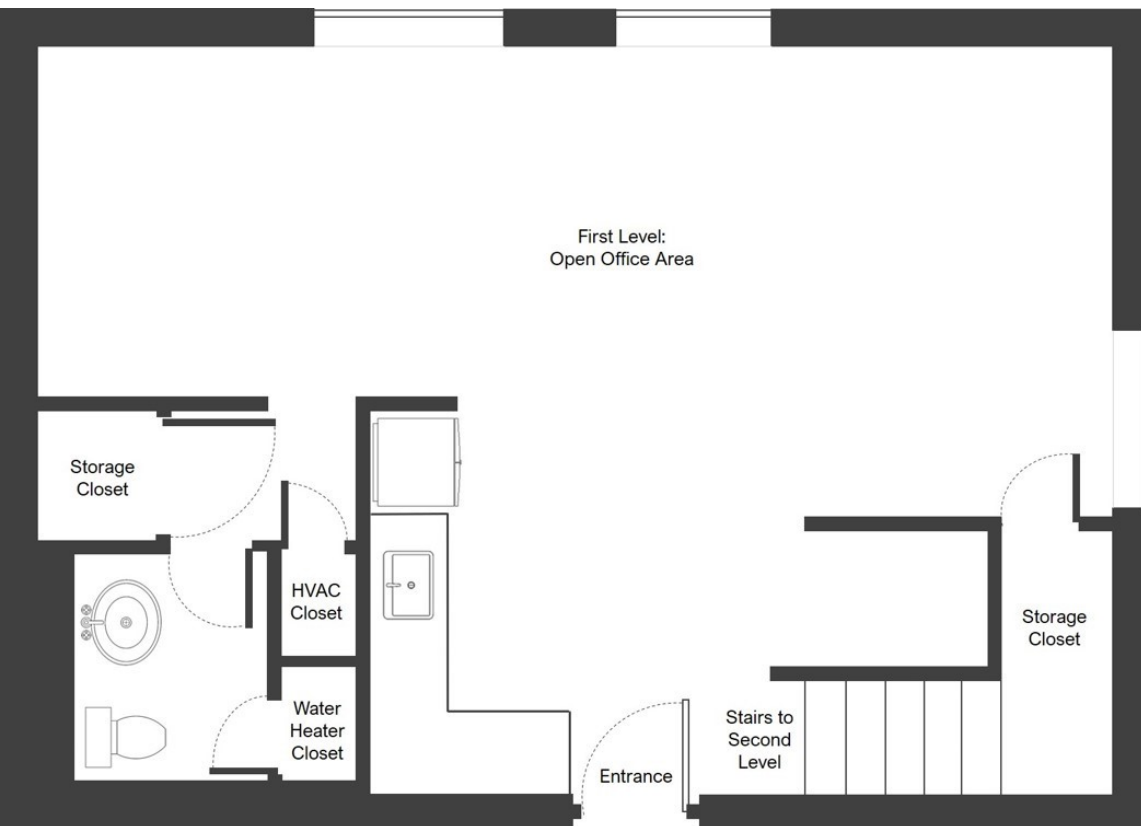 First Level:
Open Office Area
Storage
Closet
HVAC
Closet
Storage
Closet
Water
Heater
Closet
Stairs to
Second
Level
Entrance